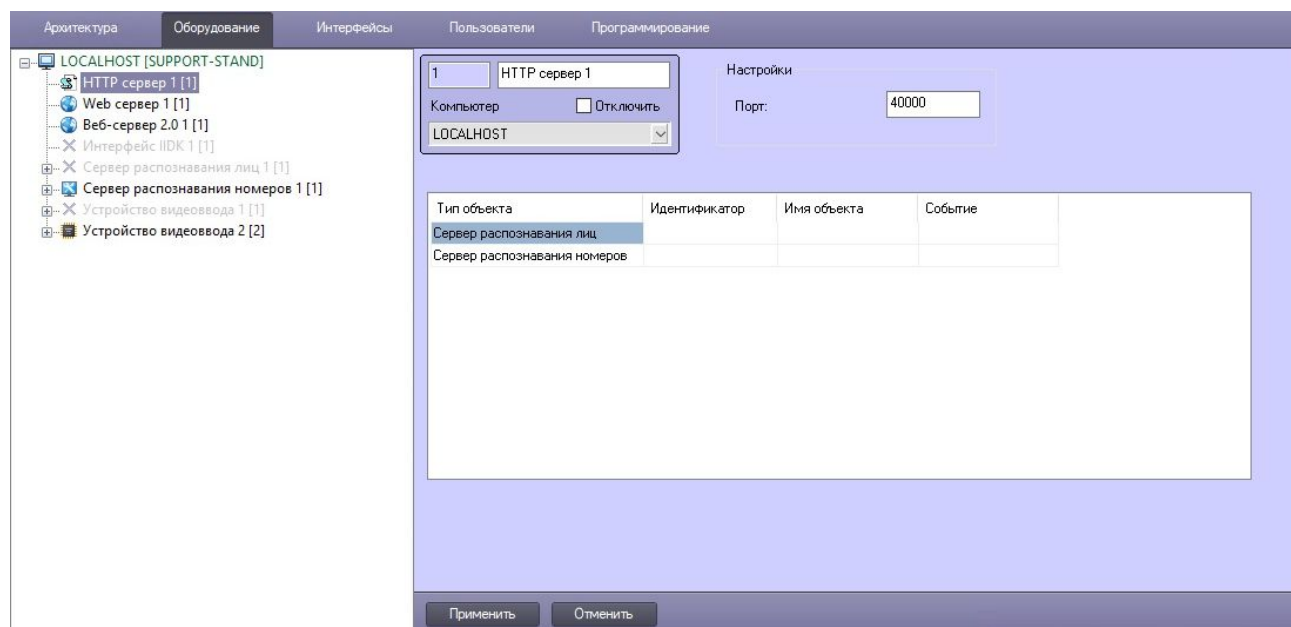 Архитектура Оборудование Интерфейсы Пользователи Программирование
LOCALHOST [SUPPORT-STAND]
HTTP сервер 1 [1]
Web сервер 1 [1]
Веб-сервер 2.0 1 [1]
Интерфейс IIDK 1 [1]
Сервер распознавания лиц 1 [1]
Сервер распознавания номеров 1 [1]
Устройство видеоввода 1 [1]
Устройство видеоввода 2 [2]
1 HTTP сервер 1
Компьютер Отключить
LOCALHOST
Настройки
Порт: 40000
Тип объекта Идентификатор Имя объекта Событие
Сервер распознавания лиц
Сервер распознавания номеров
Применить Отменить